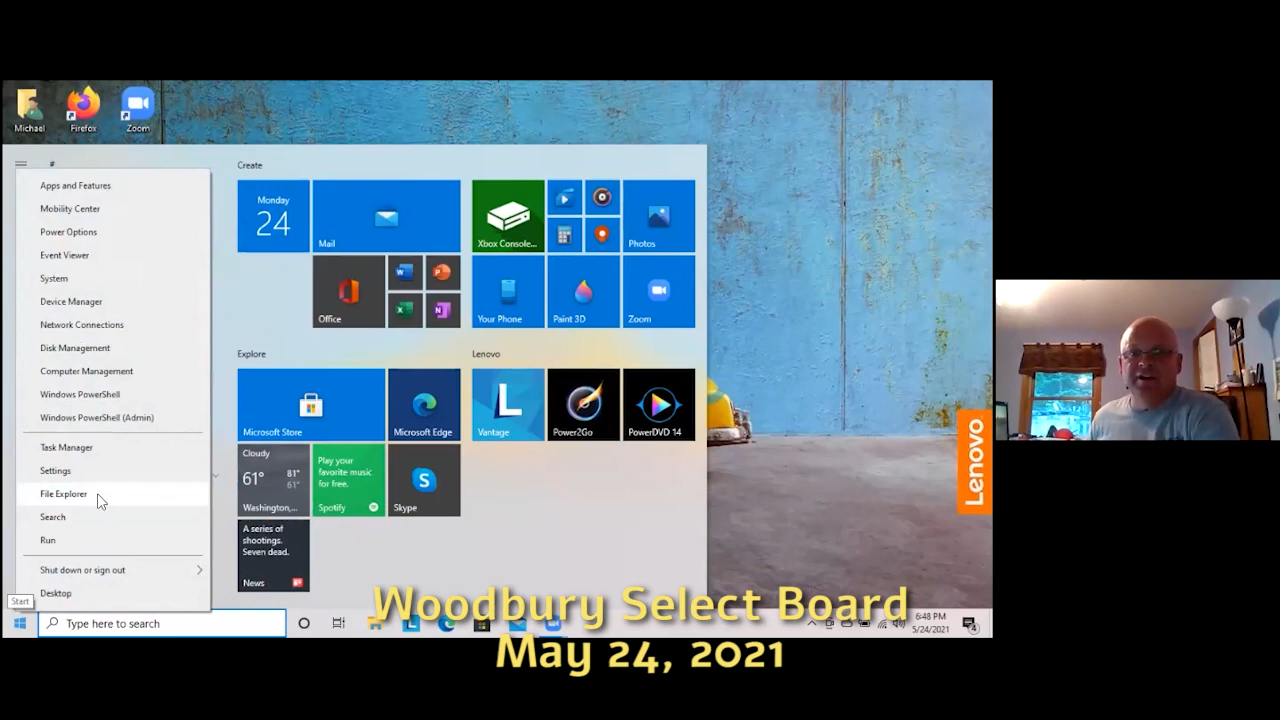 Michael
Firefox
Zoom
#
Apps and Features
Mobility Center
Power Options
Event Viewer
System
Device Manager
Network Connections
Disk Management
Computer Management
Windows PowerShell
Windows PowerShell (Admin)
Task Manager
Settings
File Explorer
Search
Run
Shut down or sign out
Desktop
Start
Type here to search
Create
Monday
24
Mail
Office
Xbox Console...
Photos
Your Phone
Paint 3D
Zoom
Explore
Microsoft Store
Microsoft Edge
Cloudy
61° 81°
61°
Washington,...
Play your
favorite music
for free.
Spotify
Skype
A series of
shootings.
Seven dead.
News
Lenovo
L
Vantage
Power2Go
PowerDVD 14
Lenovo
6:48 PM
5/24/2021
4
Woodbury Select Board
May 24, 2021